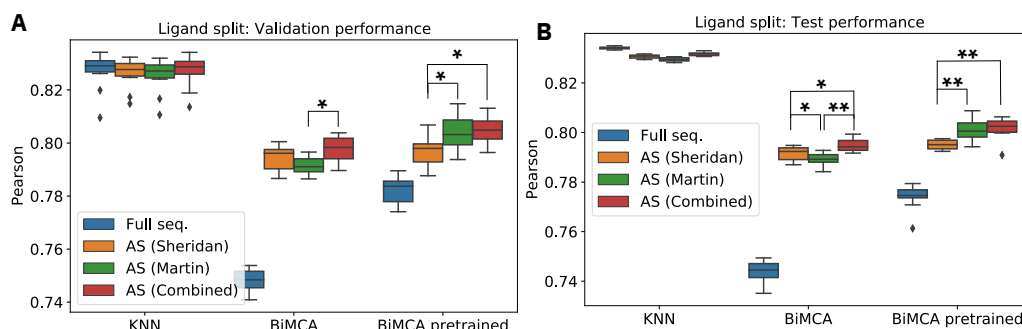 A
Ligand split: Validation performance
Pearson
0.82
0.80
0.78
0.76
0.74
*
*
*
Full seq.
AS (Sheridan)
AS (Martin)
AS (Combined)
KNN
BiMCA
BiMCA pretrained
B
Ligand split: Test performance
Pearson
0.82
0.80
0.78
0.76
0.74
*
*
**
**
**
Full seq.
AS (Sheridan)
AS (Martin)
AS (Combined)
KNN
BiMCA
BiMCA pretrained